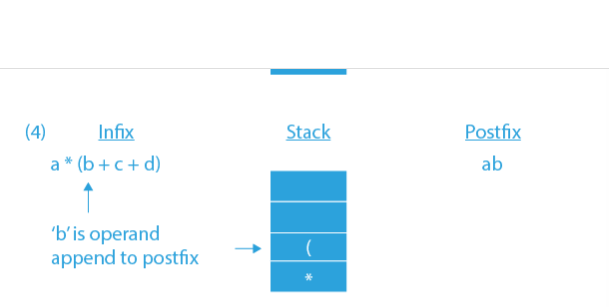 (4) Infix Stack Postfix
a * (b + c + d) ab
‘b’ is operand
append to postfix
(
*